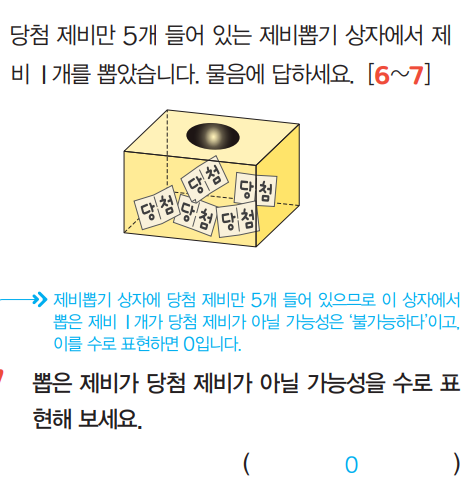 당첨 제비만 5개 들어 있는 제비뽑기 상자에서 제
비 1개를 뽑았습니다. 물음에 답하세요. [6~7]
당첨 당첨 당첨 당첨 당첨
제비뽑기 상자에 당첨 제비만 5개 들어 있으므로 이 상자에서
뽑은 제비 1개가 당첨 제비가 아닐 가능성은 ‘불가능하다’이고,
이를 수로 표현하면 0입니다.
뽑은 제비가 당첨 제비가 아닐 가능성을 수로 표
현해 보세요.
( 0 )